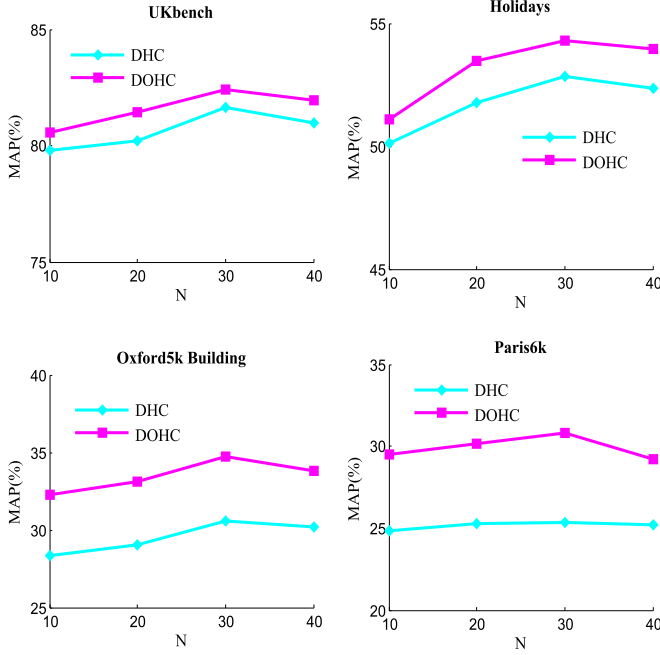 UKbench
85
80
75
MAP(%)
DHC
DOHC
10 20 30 40
N
Holidays
55
50
45
MAP(%)
DHC
DOHC
10 20 30 40
N
Oxford5k Building
40
35
30
25
MAP(%)
DHC
DOHC
10 20 30 40
N
Paris6k
35
30
25
20
MAP(%)
DHC
DOHC
10 20 30 40
N